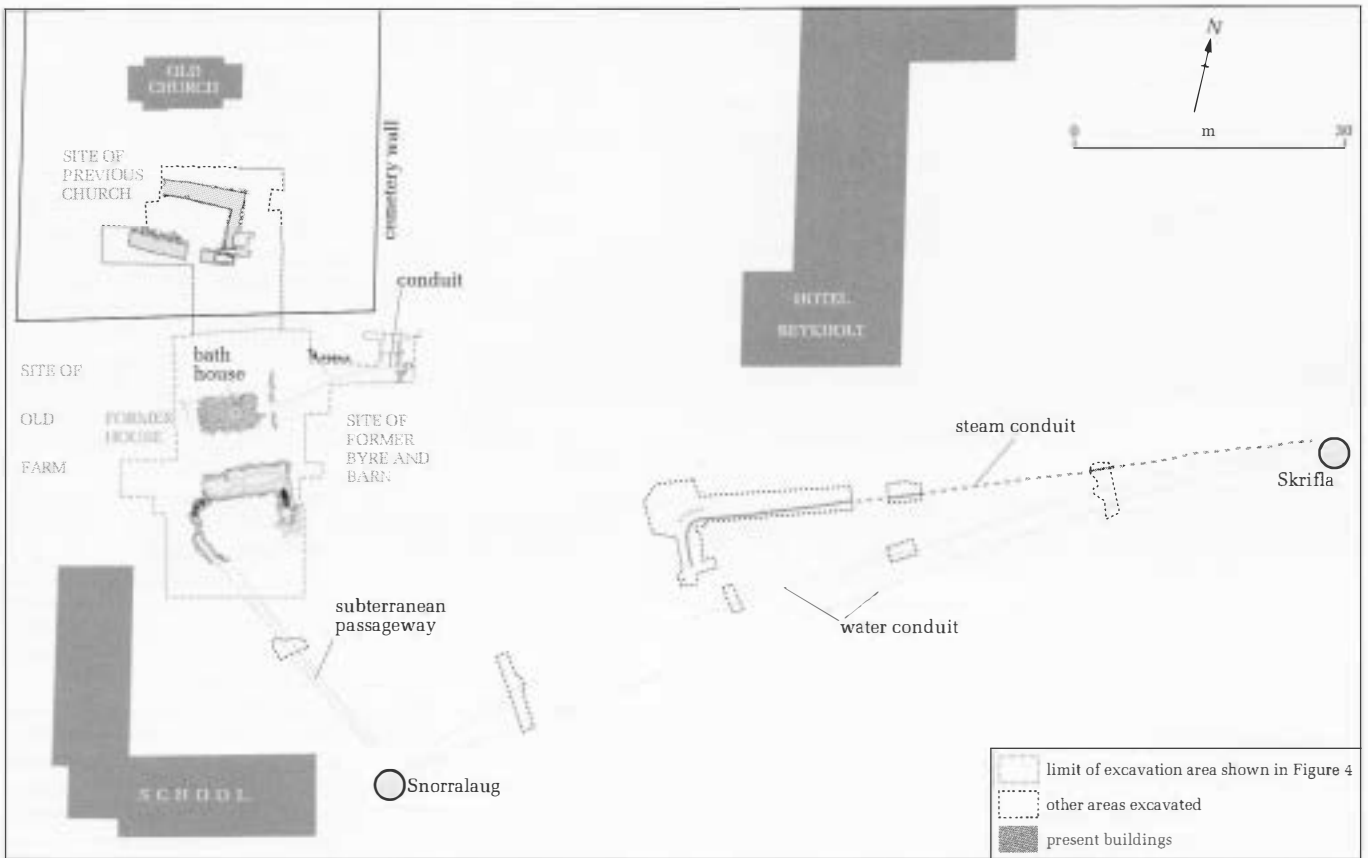 OLD
CHURCH
N
0 m 30
SITE OF
PREVIOUS
CHURCH
cemetery wall
conduit
HOTEL
REYKHOLT
bath
house
SITE OF
OLD
FARM
FORMER
HOUSE
SITE OF
FORMER
BYRE AND
BARN
steam conduit
Skrifla
subterranean
passageway
water conduit
SCHOOL
Snorralaug
limit of excavation area shown in Figure 4
other areas excavated
present buildings